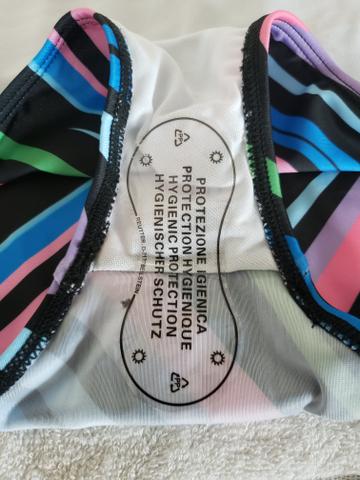 PROTEZIONE IGIENICA
PROTECTION HYGIENIQUE
HYGIENIC PROTECTION
HYGIENISCHER SCHUTZ